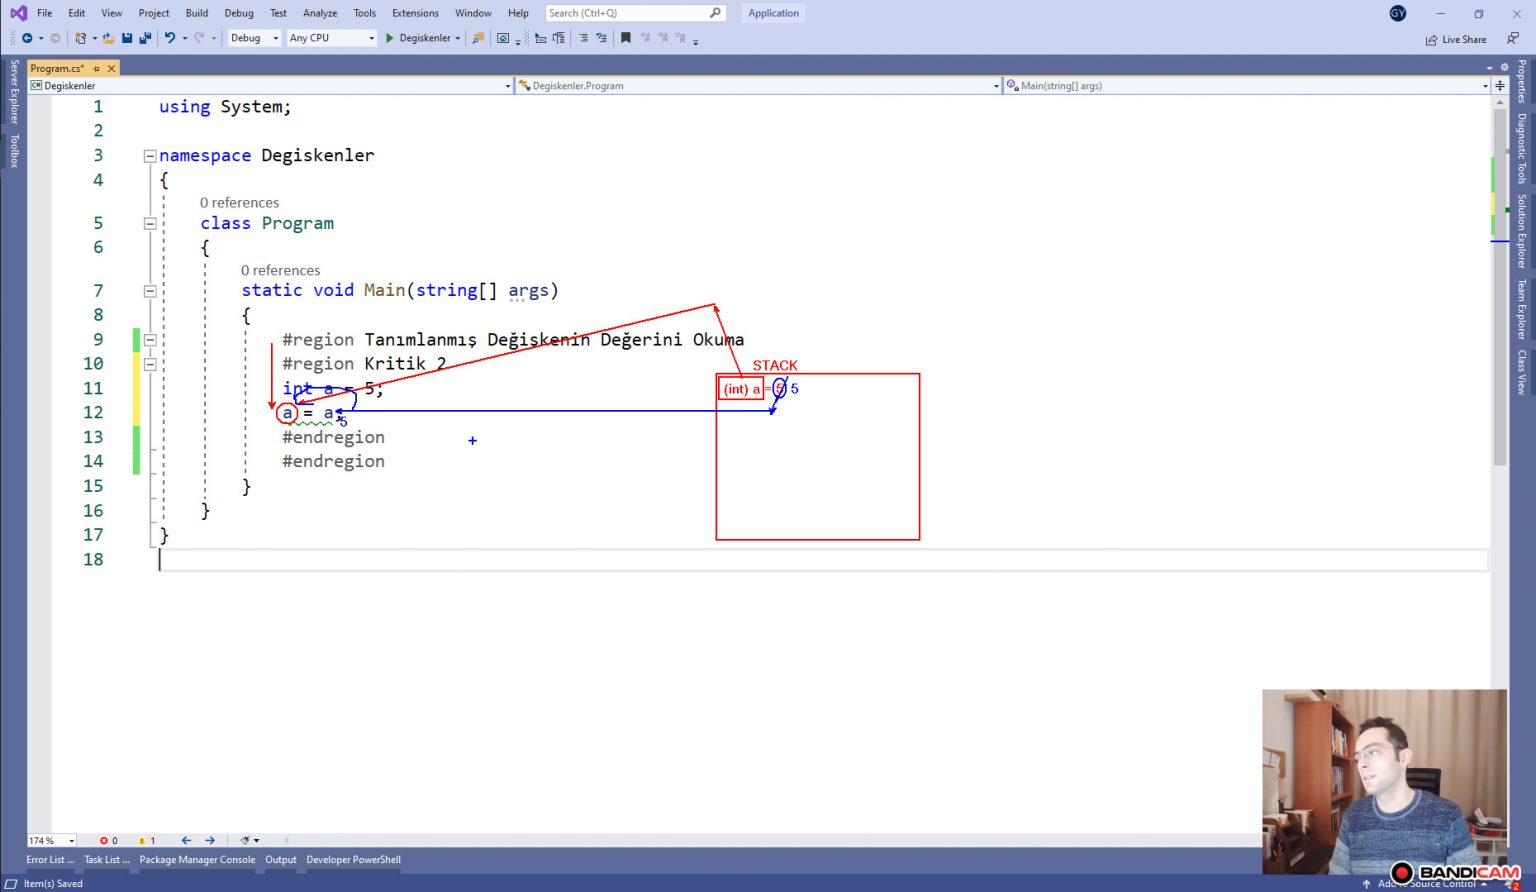 File Edit View Project Build Debug Test Analyze Tools Extensions Window Help Search (Ctrl+Q) Application GY
Debug Any CPU Degiskenler Live Share
Program.cs*
C# Degiskenler Degiskenler.Program Main(string[] args)
Server Explorer
Toolbox
1 using System;
2
3 namespace Degiskenler
4 {
0 references
5 class Program
6 {
0 references
7 static void Main(string[] args)
8 {
9 #region Tanımlanmış Değişkenin Değerini Okuma
10 #region Kritik 2
11 int a = 5;
12 a = a;
5
13 #endregion
14 #endregion
15 }
16 }
17 }
18
STACK
(int) a = 5 5
Properties
Diagnostic Tools
Solution Explorer
Team Explorer
Class View
174 % 0 1
Error List ... Task List ... Package Manager Console Output Developer PowerShell
Item(s) Saved
Add to Source Control 2
BANDICAM